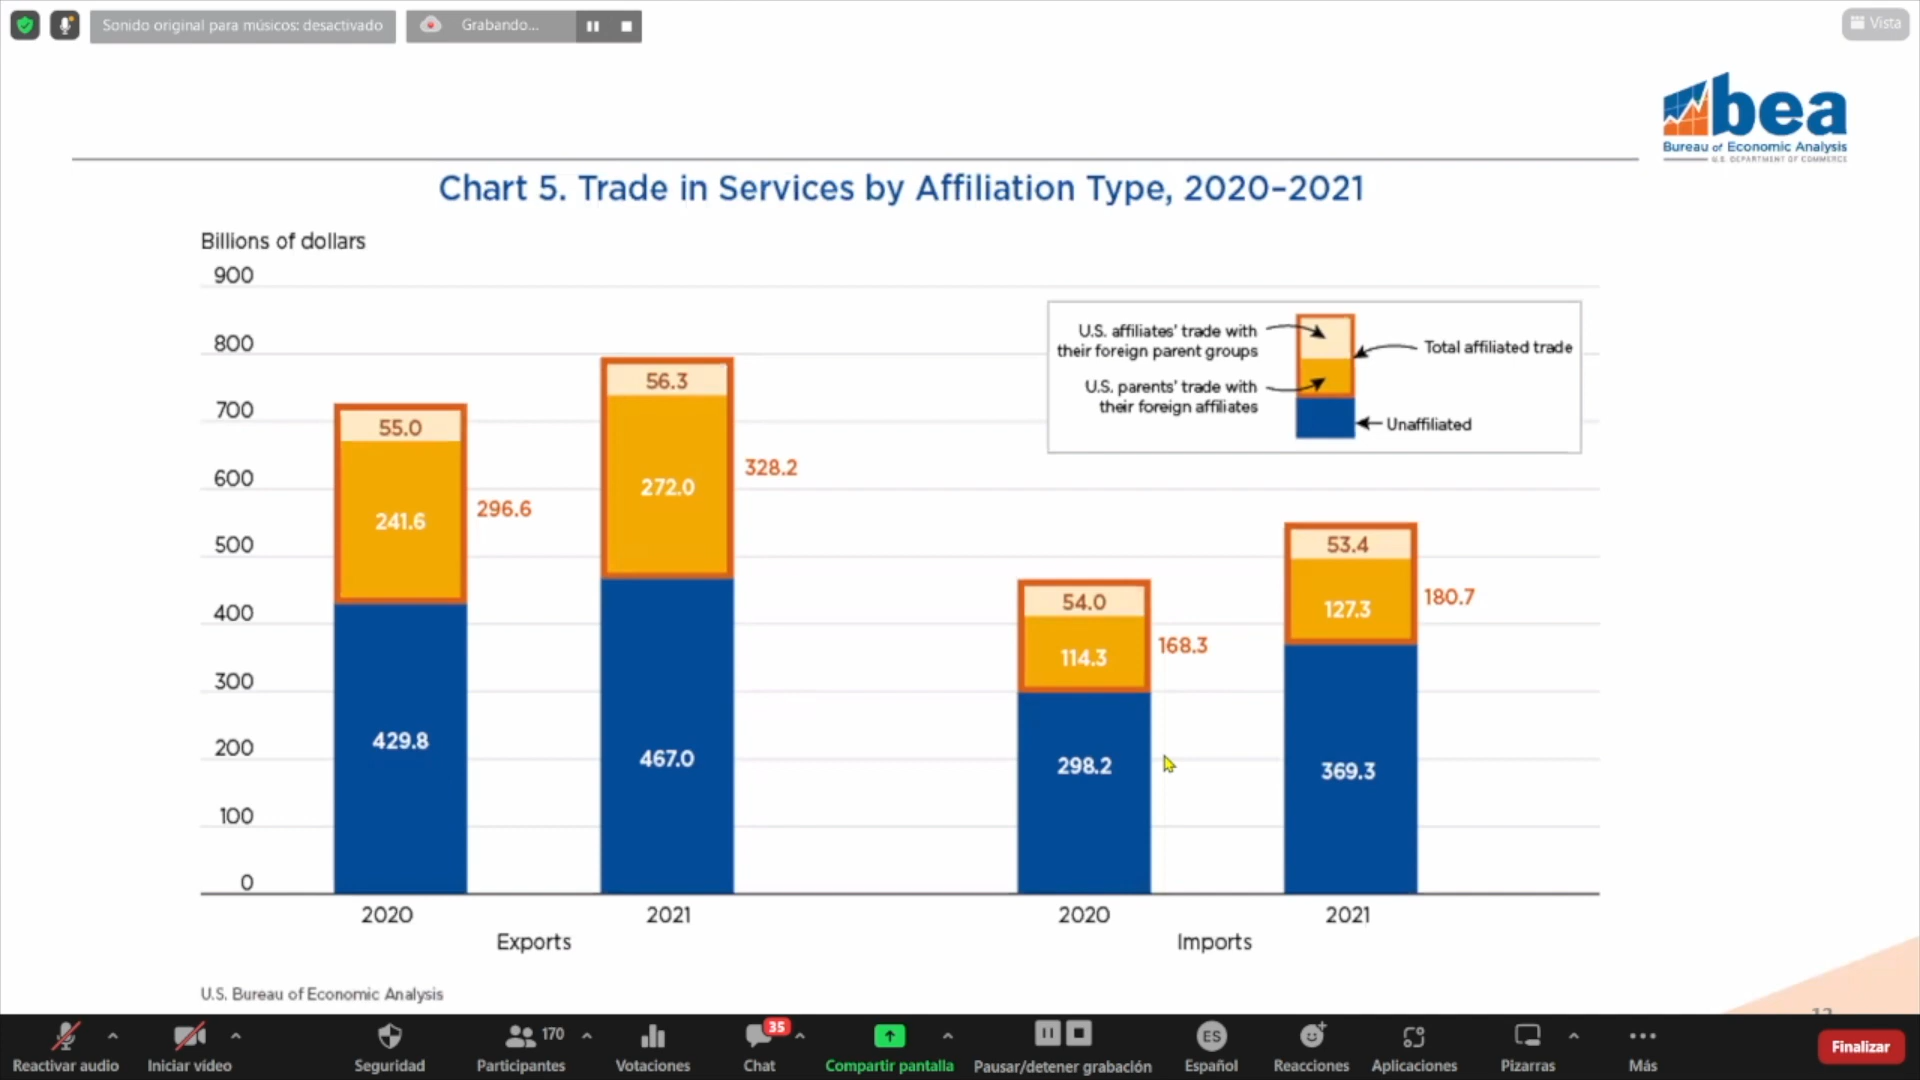 Sonido original para músicos: desactivado
Grabando...
Vista
bea
Bureau of Economic Analysis
U.S. DEPARTMENT OF COMMERCE
Chart 5. Trade in Services by Affiliation Type, 2020–2021
Billions of dollars
900
800
700
600
500
400
300
200
100
0
U.S. affiliates' trade with
their foreign parent groups
U.S. parents' trade with
their foreign affiliates
Total affiliated trade
Unaffiliated
55.0
241.6
296.6
429.8
56.3
272.0
328.2
467.0
54.0
114.3
168.3
298.2
53.4
127.3
180.7
369.3
2020
2021
2020
2021
Exports
Imports
U.S. Bureau of Economic Analysis
Reactivar audio
Iniciar video
Seguridad
170
Participantes
Votaciones
35
Chat
Compartir pantalla
Pausar/detener grabación
ES
Español
Reacciones
Aplicaciones
Pizarras
Más
Finalizar